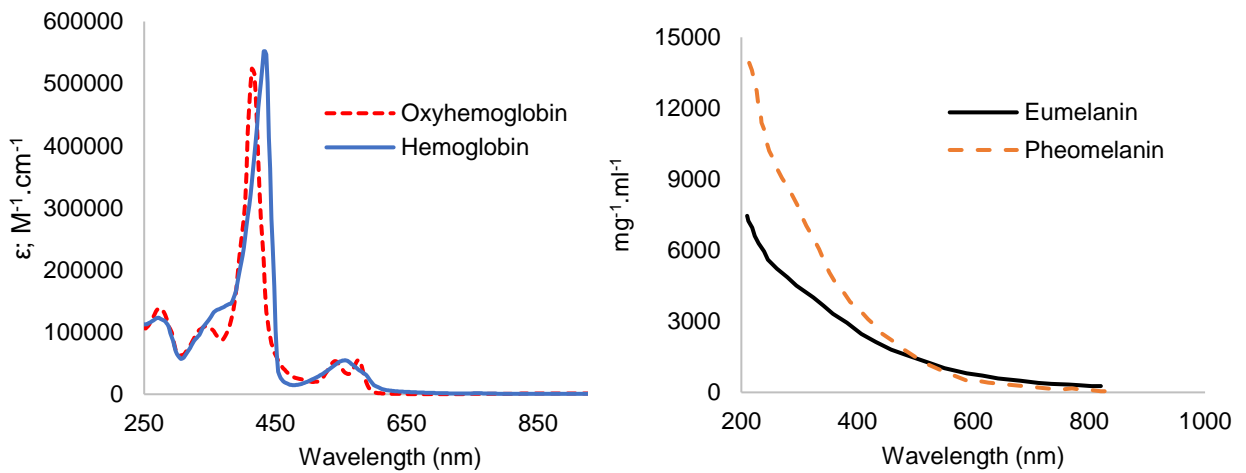 600000
500000
400000
300000
200000
100000
0
ε; M-1.cm-1
Oxyhemoglobin
Hemoglobin
250 450 650 850
Wavelength (nm)
15000
12000
9000
6000
3000
0
mg-1.ml-1
Eumelanin
Pheomelanin
200 400 600 800 1000
Wavelength (nm)